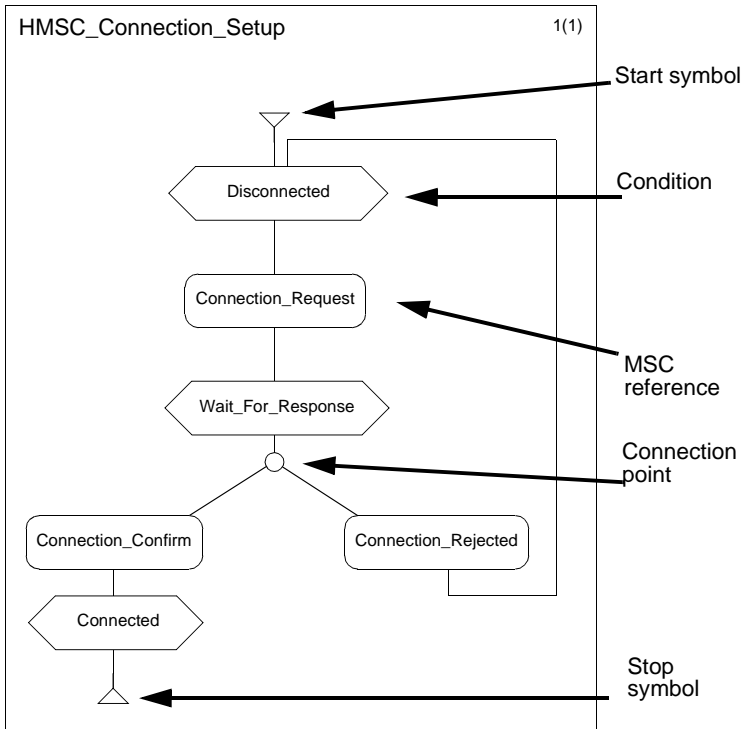 HMSC_Connection_Setup
1(1)
Start symbol
Disconnected
Condition
Connection_Request
MSC
reference
Wait_For_Response
Connection
point
Connection_Confirm
Connection_Rejected
Connected
Stop
symbol